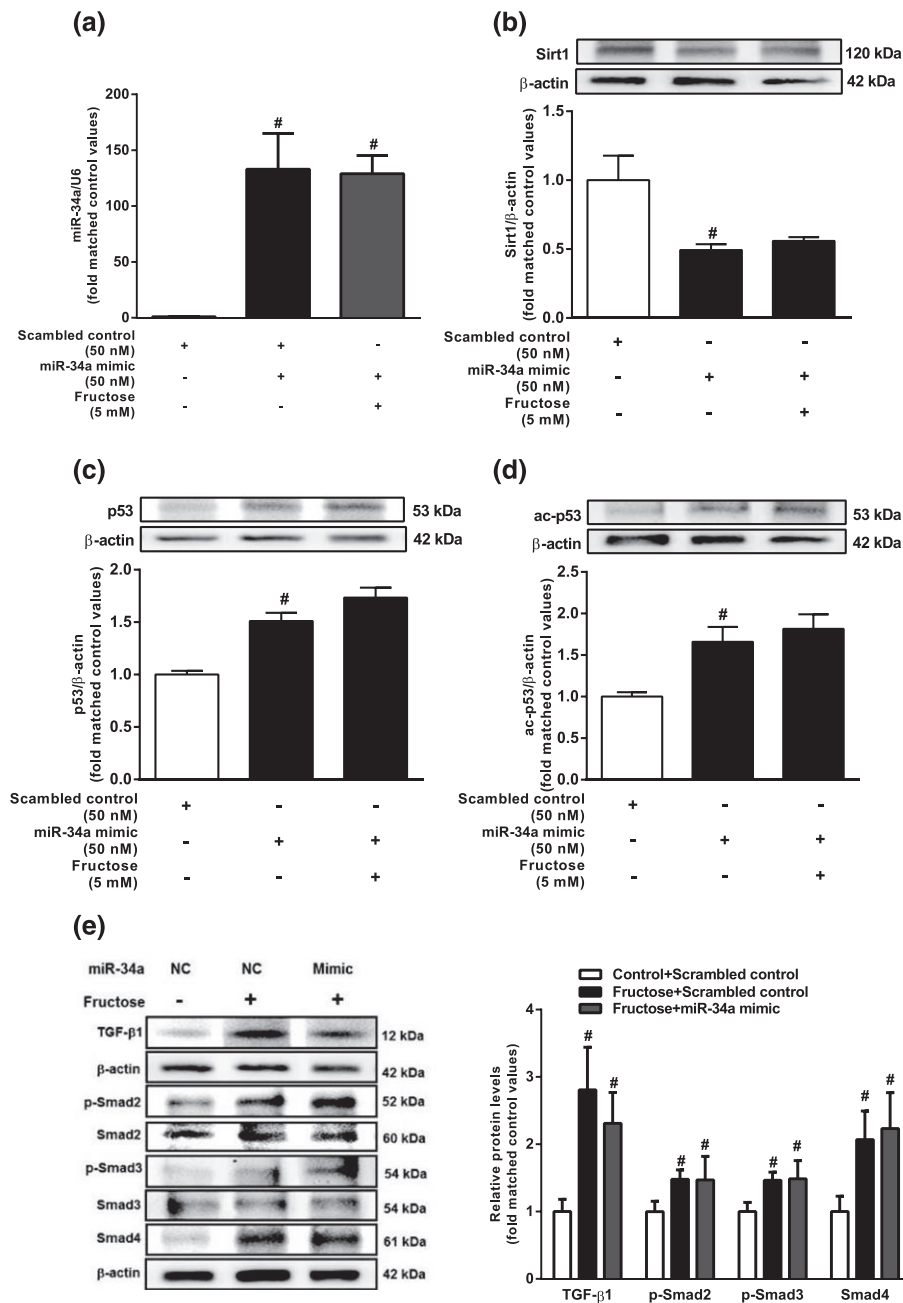 (a)
miR-34a/U6
(fold matched control values)
200
150
100
50
0
#
#
Scambled control
(50 nM)
+ + -
miR-34a mimic
(50 nM)
- + +
Fructose
(5 mM)
- - +
(b)
Sirt1
120 kDa
β-actin
42 kDa
Sirt1/β-actin
(fold matched control values)
1.5
1.0
0.5
0.0
#
Scambled control
(50 nM)
+ - -
miR-34a mimic
(50 nM)
- + +
Fructose
(5 mM)
- - +
(c)
p53
53 kDa
β-actin
42 kDa
p53/β-actin
(fold matched control values)
2.0
1.5
1.0
0.5
0.0
#
Scambled control
(50 nM)
+ - -
miR-34a mimic
(50 nM)
- + +
Fructose
(5 mM)
- - +
(d)
ac-p53
53 kDa
β-actin
42 kDa
ac-p53/β-actin
(fold matched control values)
2.5
2.0
1.5
1.0
0.5
0.0
#
Scambled control
(50 nM)
+ - -
miR-34a mimic
(50 nM)
- + +
Fructose
(5 mM)
- - +
(e)
miR-34a NC NC Mimic
Fructose - + +
TGF-β1 12 kDa
β-actin 42 kDa
p-Smad2 52 kDa
Smad2 60 kDa
p-Smad3 54 kDa
Smad3 54 kDa
Smad4 61 kDa
β-actin 42 kDa
Control+Scrambled control
Fructose+Scrambled control
Fructose+miR-34a mimic
Relative protein levels
(fold matched control values)
4
3
2
1
0
# # # # # # # #
TGF-β1 p-Smad2 p-Smad3 Smad4